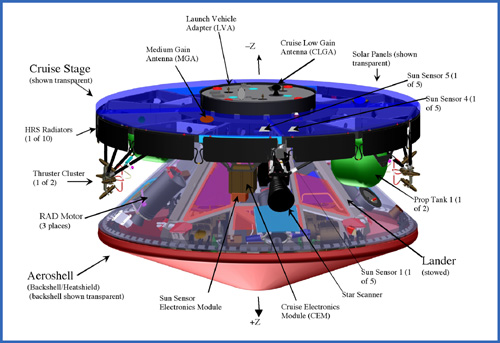 Launch Vehicle
Adapter (LVA)
–Z
Cruise Low Gain
Antenna (CLGA)
Medium Gain
Antenna (MGA)
Solar Panels (shown
transparent)
Cruise Stage
(shown transparent)
Sun Sensor 5 (1
of 5)
Sun Sensor 4 (1
of 5)
HRS Radiators
(1 of 10)
Thruster Cluster
(1 of 2)
Prop Tank 1 (1
of 2)
RAD Motor
(3 places)
Lander
(stowed)
Aeroshell
(Backshell/Heatshield)
(backshell shown transparent)
Sun Sensor 1 (1
of 5)
Star Scanner
Sun Sensor
Electronics Module
Cruise Electronics
Module (CEM)
+Z